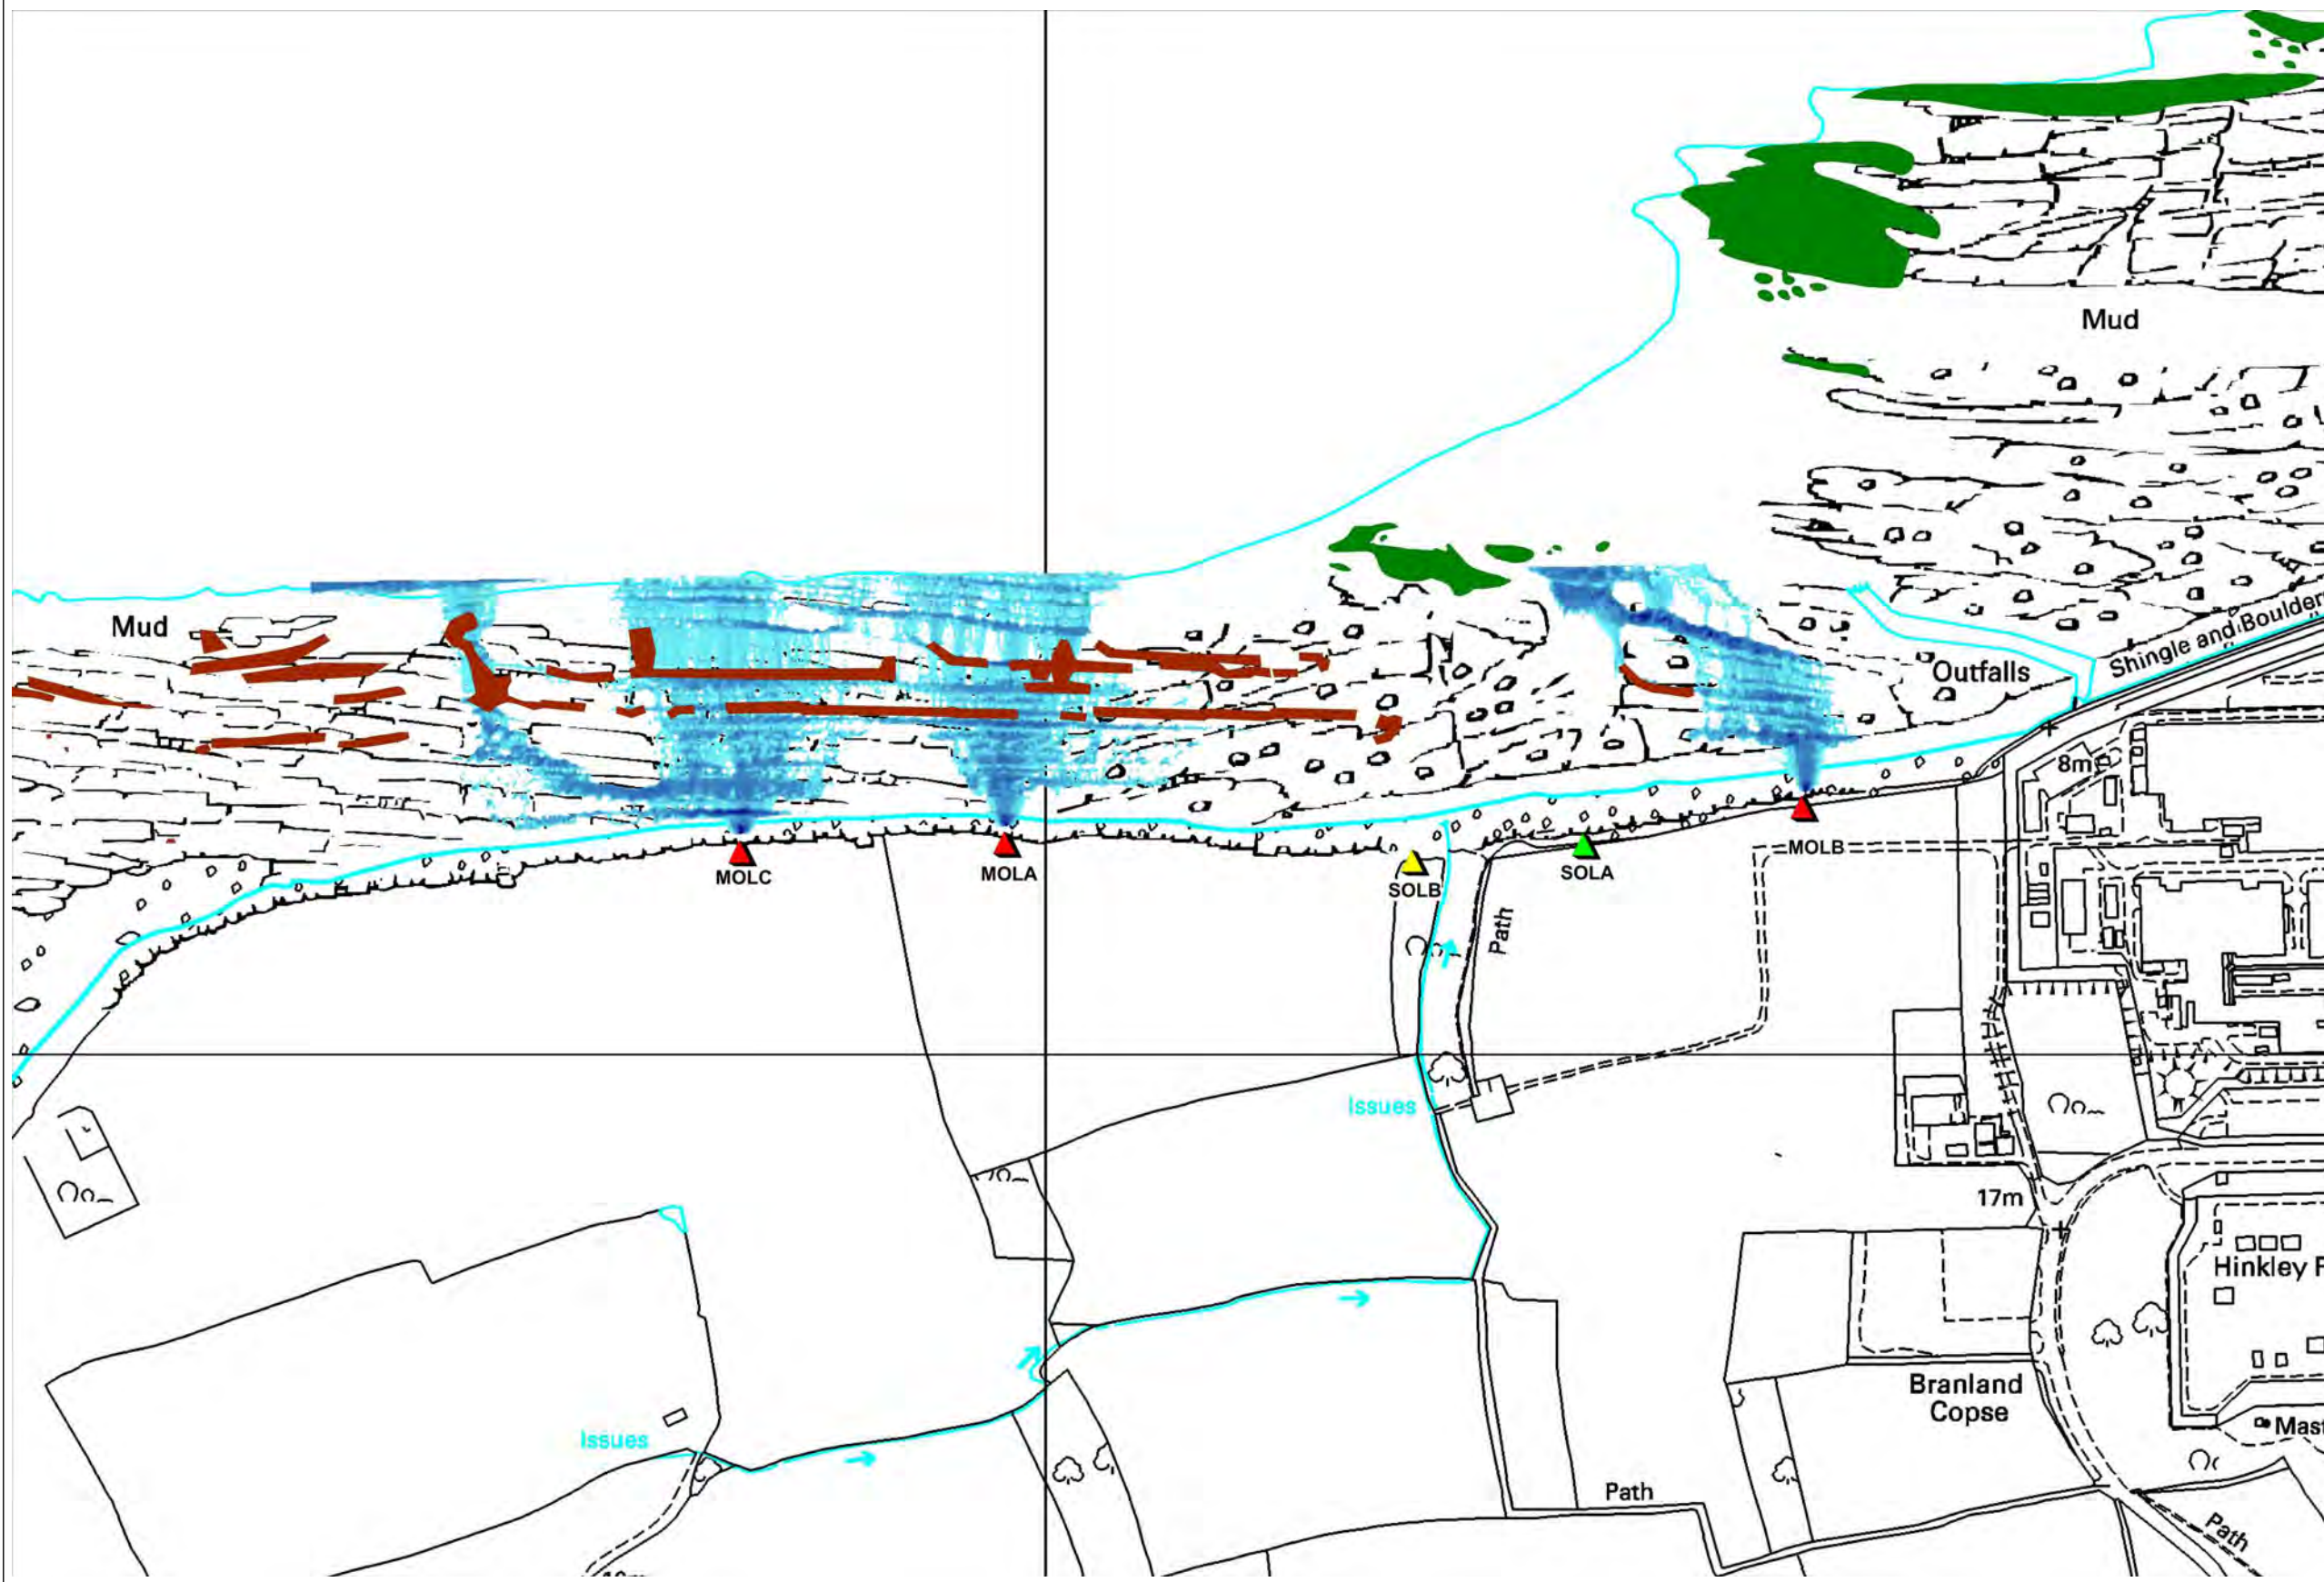 Mud
Mud
Shingle and Boulder
Outfalls
8m
MOLC
MOLA
SOLB
SOLA
MOLB
Path
Issues
17m
Hinkley P
Branland
Copse
Mast
Issues
Path
Path